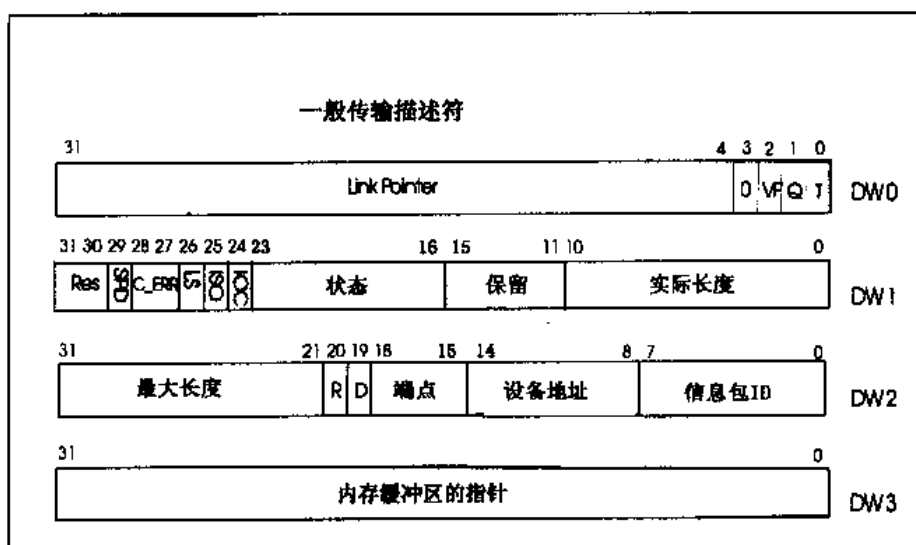 一般传输描述符
31 4 3 2 1 0
Link Pointer 0 VF Q T DW0
31 30 29 28 27 26 25 24 23 16 15 11 10 0
Res SPD C_ERR LS ISO IOC 状态 保留 实际长度 DW1
31 21 20 19 18 15 14 8 7 0
最大长度 R D 端点 设备地址 信息包ID DW2
31 0
内存缓冲区的指针 DW3